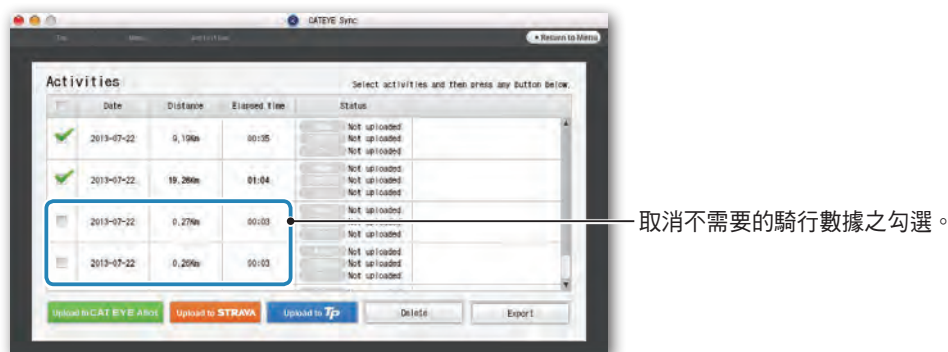 CATEYE Sync
Top Menu Activities
Return to Menu
Activities
Select activities and then press any button below.
Date Distance Elapsed time Status
2013-07-22 9,19Km 00:35 Not uploaded
Not uploaded
Not uploaded
2013-07-22 19,26Km 01:04 Not uploaded
Not uploaded
Not uploaded
2013-07-22 0,27Km 00:03 Not uploaded
Not uploaded
2013-07-22 00:03 Not uploaded
Not uploaded
Not uploaded
取消不需要的騎行數據之勾選。
Upload to CAT EYE Atlas Upload to STRAVA Upload to Tp Delete Export